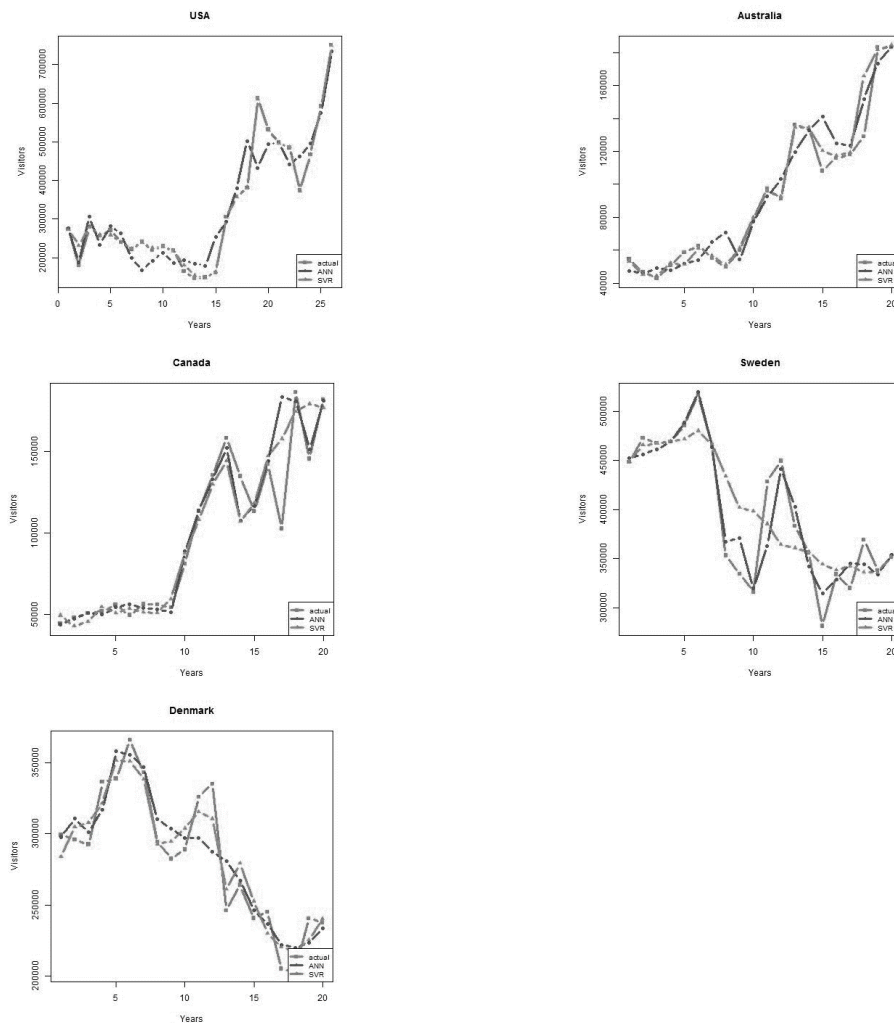 USA
Visitors
200000 300000 400000 500000 600000 700000
0 5 10 15 20 25
Years
actual
ANN
SVR
Australia
Visitors
40000 80000 120000 160000
5 10 15 20
Years
actual
ANN
SVR
Canada
Visitors
50000 100000 150000
5 10 15 20
Years
actual
ANN
SVR
Sweden
Visitors
300000 350000 400000 450000 500000
5 10 15 20
Years
actual
ANN
SVR
Denmark
Visitors
200000 250000 300000 350000
5 10 15 20
Years
actual
ANN
SVR